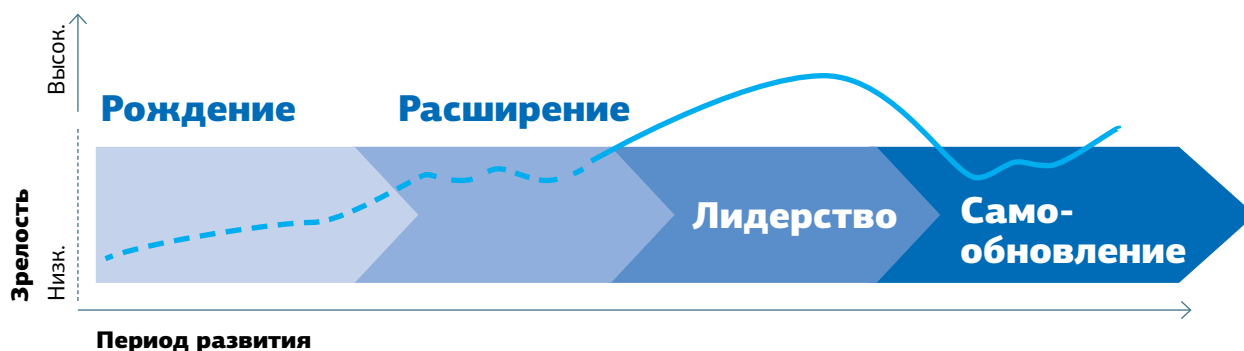 Высок.
Рождение
Расширение
Лидерство
Само-
обновление
Зрелость
Низк.
Период развития